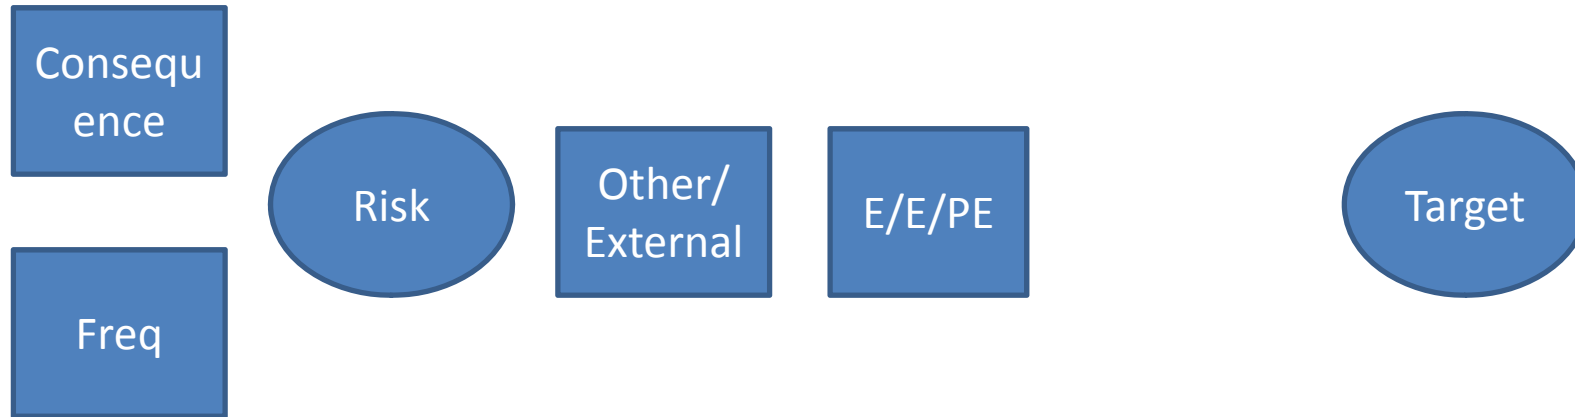 Consequ
ence
Freq
Risk
Other/
External
E/E/PE
Target